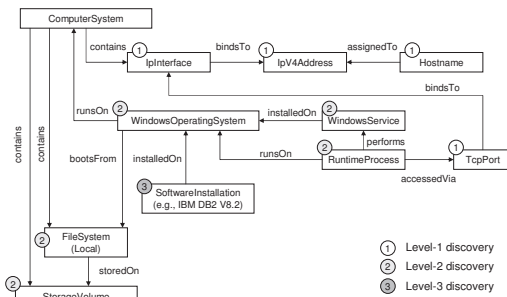 ComputerSystem
contains
1
IpInterface
bindsTo
1
IpV4Address
assignedTo
1
Hostname
bindsTo
runsOn
2
WindowsOperatingSystem
installedOn
2
WindowsService
performs
contains
contains
bootsFrom
installedOn
runsOn
2
RuntimeProcess
accessedVia
1
TcpPort
3
SoftwareInstallation
(e.g., IBM DB2 V8.2)
2
FileSystem
(Local)
storedOn
2
StorageVolume
1 Level-1 discovery
2 Level-2 discovery
3 Level-3 discovery